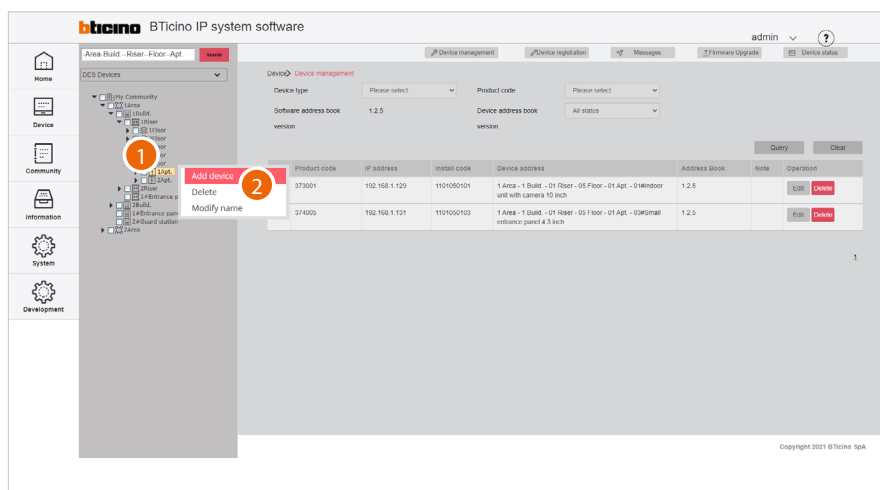 bticino BTicino IP system software
admin
?
Area-Build.--Riser--Floor--Apt
Search
Device management
Device registration
Messages
Firmware Upgrade
Device status
Home
Device
Community
Information
System
Development
DES Devices
My Community
1Area
1Build.
1Riser
1Floor
1Apt.
2Apt.
2Riser
1#Entrance p
2Build.
1#Entrance pane
2#Guard station
2Area
1
Add device
2
Delete
Modify name
Device> Device management
Device type
Please select
Product code
Please select
Software address book version
1.2.5
Device address book version
All status
Query
Clear
Product code
IP address
Install code
Device address
Address Book
Note
Operation
373001
192.168.1.129
1101050101
1 Area - 1 Build. - 01 Riser - 05 Floor - 01 Apt. - 01#Indoor
unit with camera 10 inch
1.2.5
Edit
Delete
374005
192.168.1.131
1101050103
1 Area - 1 Build. - 01 Riser - 05 Floor - 01 Apt. - 03#Small
entrance panel 4.3 inch
1.2.5
Edit
Delete
1
Copyright 2021 BTicino SpA